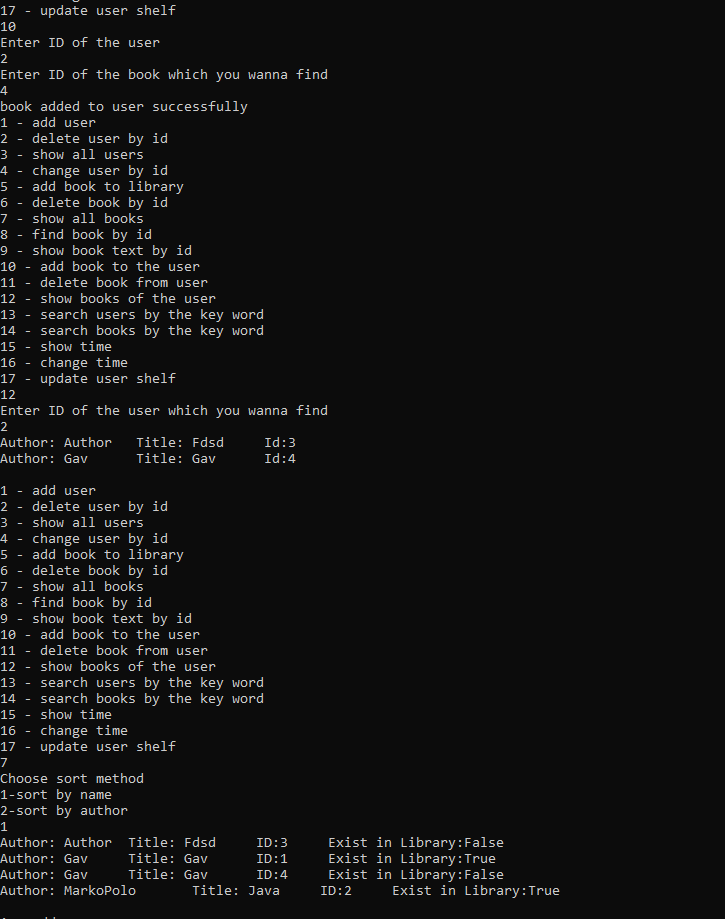 17 - update user shelf
10
Enter ID of the user
2
Enter ID of the book which you wanna find
4
book added to user successfully
1 - add user
2 - delete user by id
3 - show all users
4 - change user by id
5 - add book to library
6 - delete book by id
7 - show all books
8 - find book by id
9 - show book text by id
10 - add book to the user
11 - delete book from user
12 - show books of the user
13 - search users by the key word
14 - search books by the key word
15 - show time
16 - change time
17 - update user shelf
12
Enter ID of the user which you wanna find
2
Author: Author   Title: Fdsd     Id:3
Author: Gav      Title: Gav      Id:4
1 - add user
2 - delete user by id
3 - show all users
4 - change user by id
5 - add book to library
6 - delete book by id
7 - show all books
8 - find book by id
9 - show book text by id
10 - add book to the user
11 - delete book from user
12 - show books of the user
13 - search users by the key word
14 - search books by the key word
15 - show time
16 - change time
17 - update user shelf
7
Choose sort method
1-sort by name
2-sort by author
1
Author: Author  Title: Fdsd     ID:3     Exist in Library:False
Author: Gav     Title: Gav      ID:1     Exist in Library:True
Author: Gav     Title: Gav      ID:4     Exist in Library:False
Author: MarkoPolo       Title: Java     ID:2     Exist in Library:True